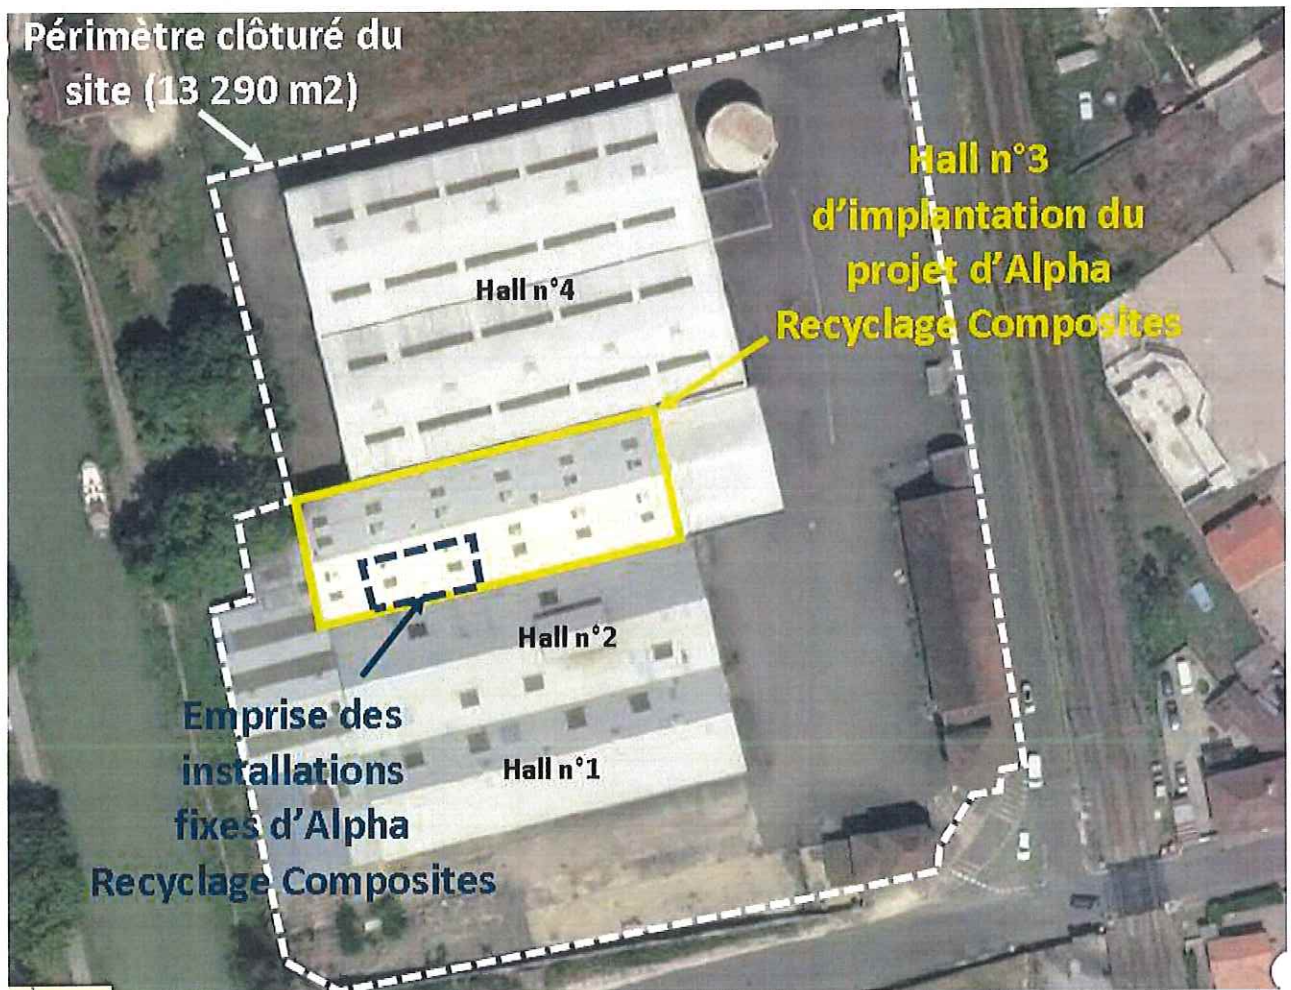 Périmètre clôturé du
site (13 290 m2)
Hall n°3
d'implantation du
projet d'Alpha
Recyclage Composites
Hall n°4
Hall n°2
Hall n°1
Emprise des
installations
fixes d'Alpha
Recyclage Composites